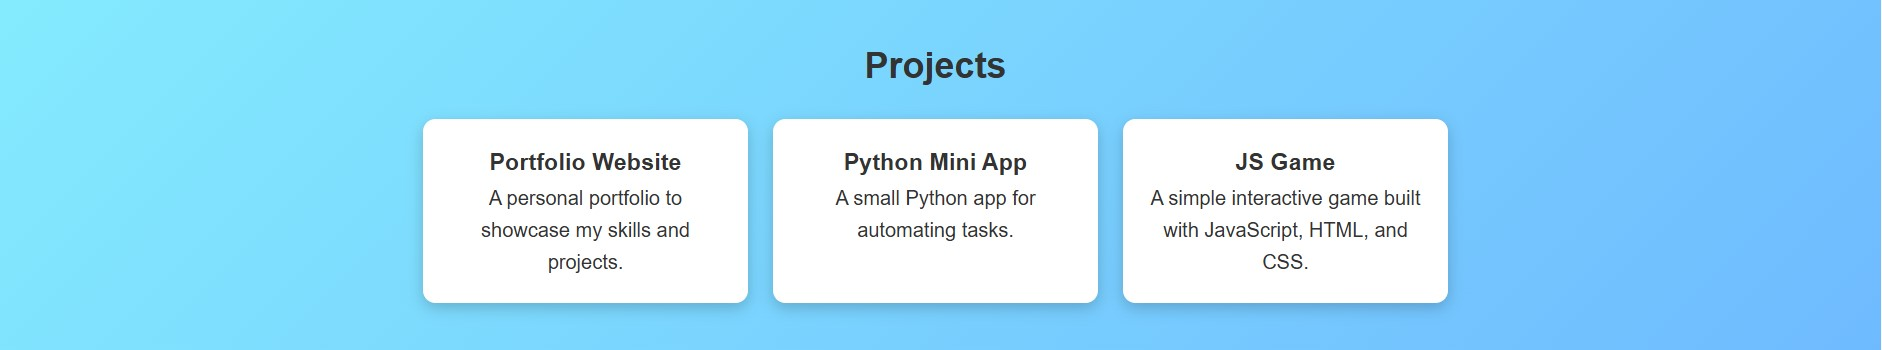 Projects
Portfolio Website
A personal portfolio to
showcase my skills and
projects.
Python Mini App
A small Python app for
automating tasks.
JS Game
A simple interactive game built
with JavaScript, HTML, and
CSS.